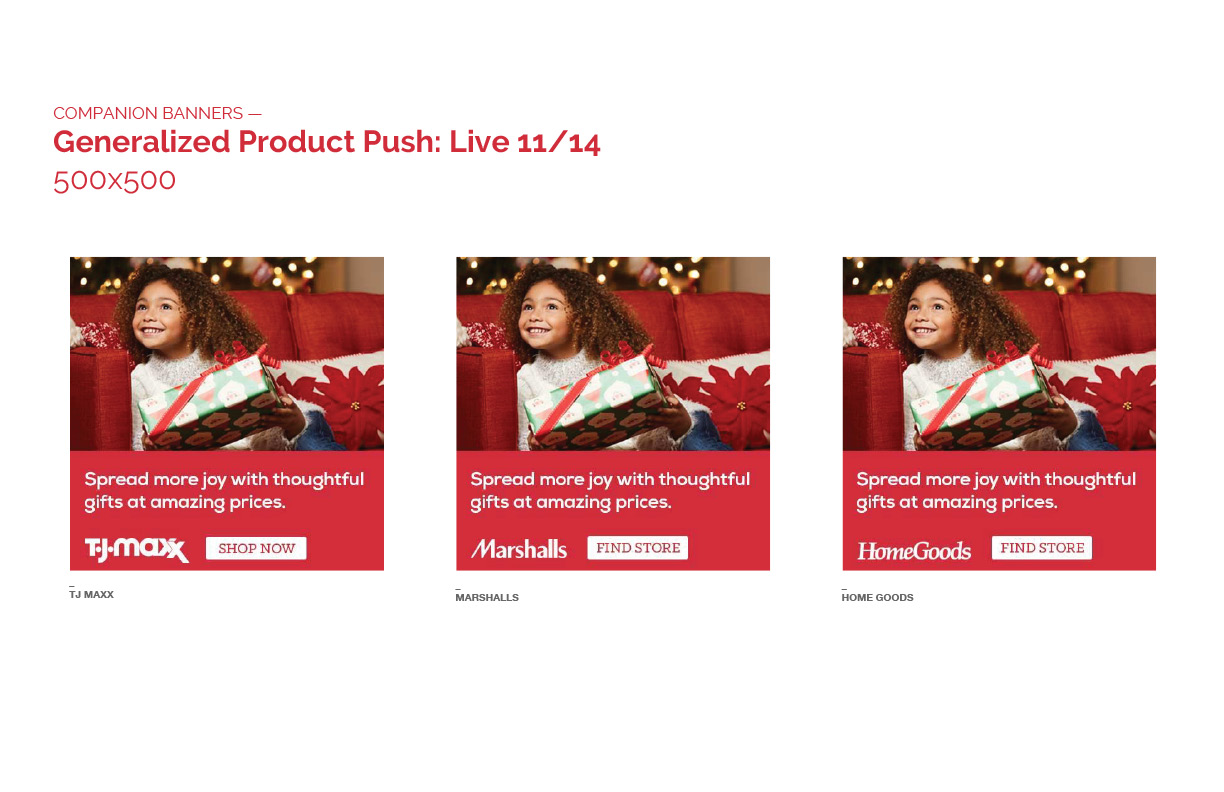 COMPANION BANNERS —
Generalized Product Push: Live 11/14
500x500
Spread more joy with thoughtful
gifts at amazing prices.
T·J·maxx SHOP NOW
–
TJ MAXX
Spread more joy with thoughtful
gifts at amazing prices.
Marshalls FIND STORE
–
MARSHALLS
Spread more joy with thoughtful
gifts at amazing prices.
HomeGoods FIND STORE
–
HOME GOODS